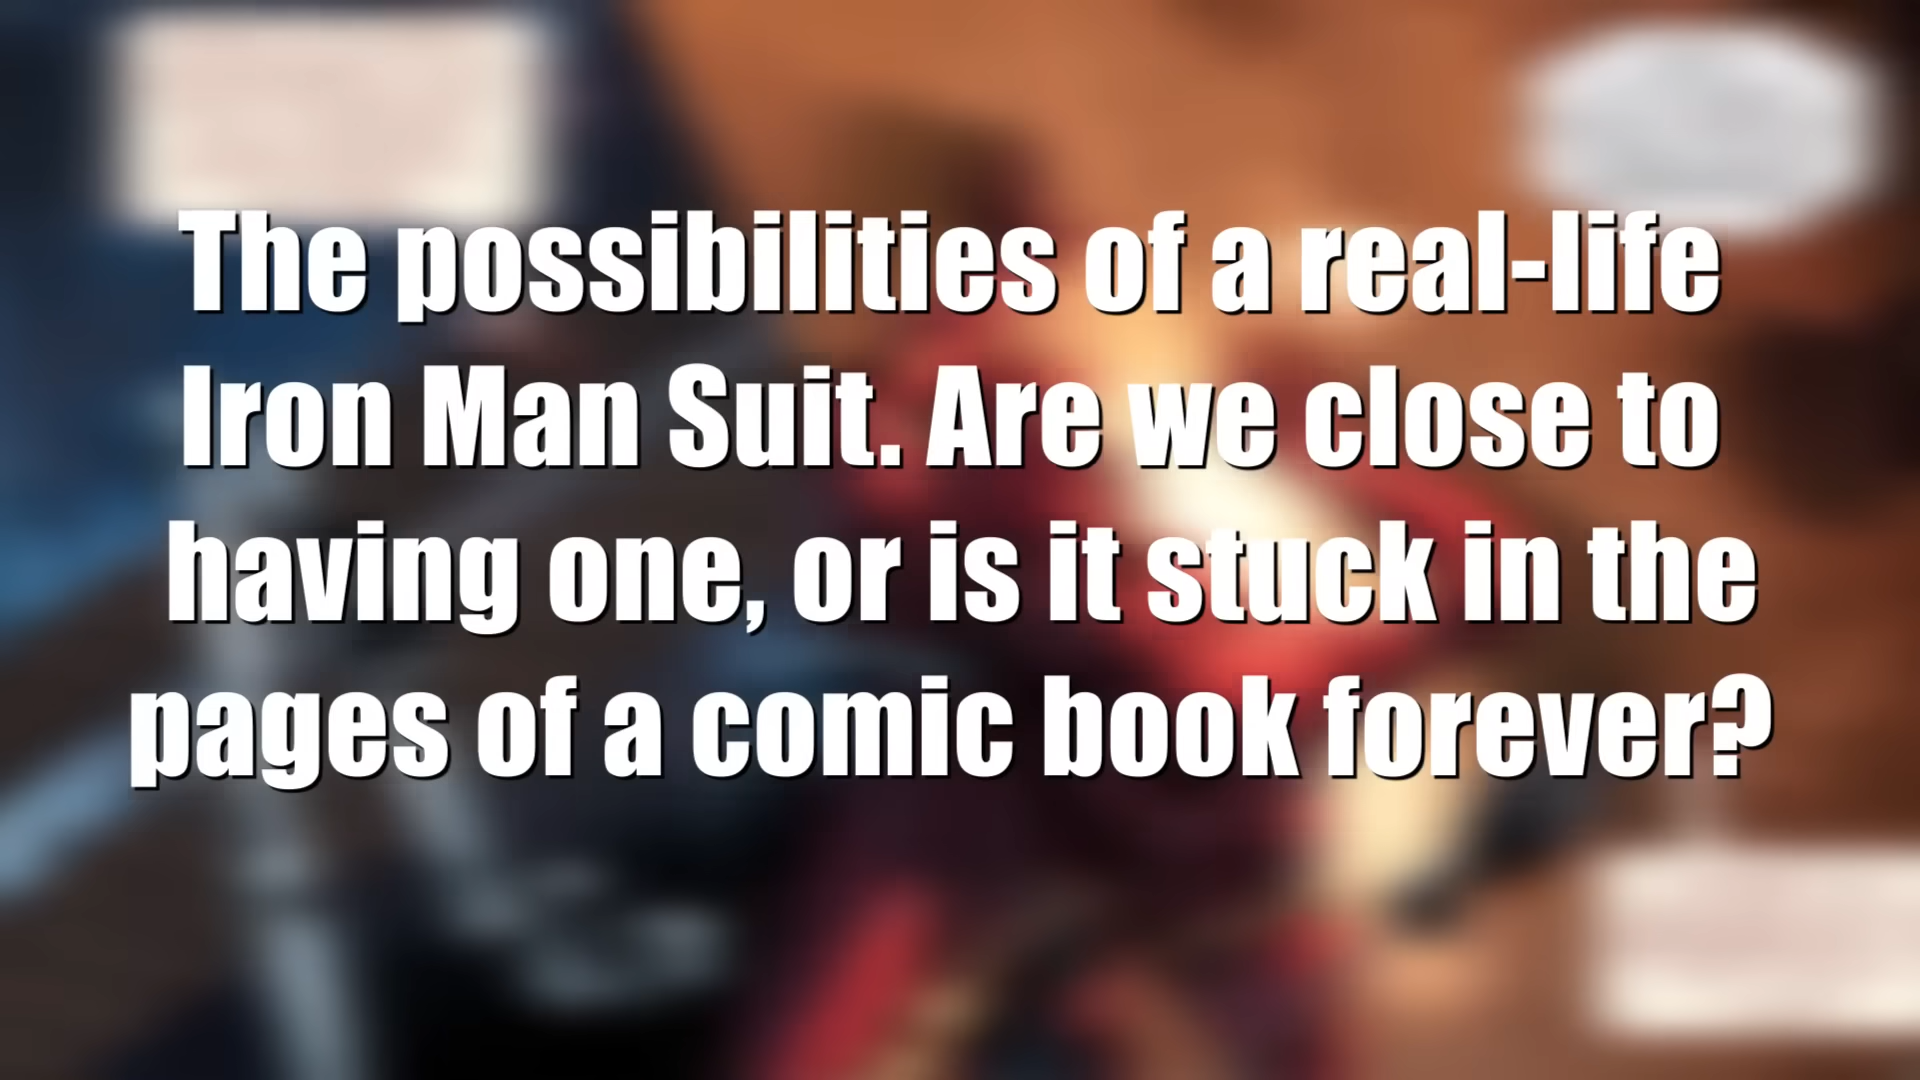 The possibilities of a real-life
Iron Man Suit. Are we close to
having one, or is it stuck in the
pages of a comic book forever?